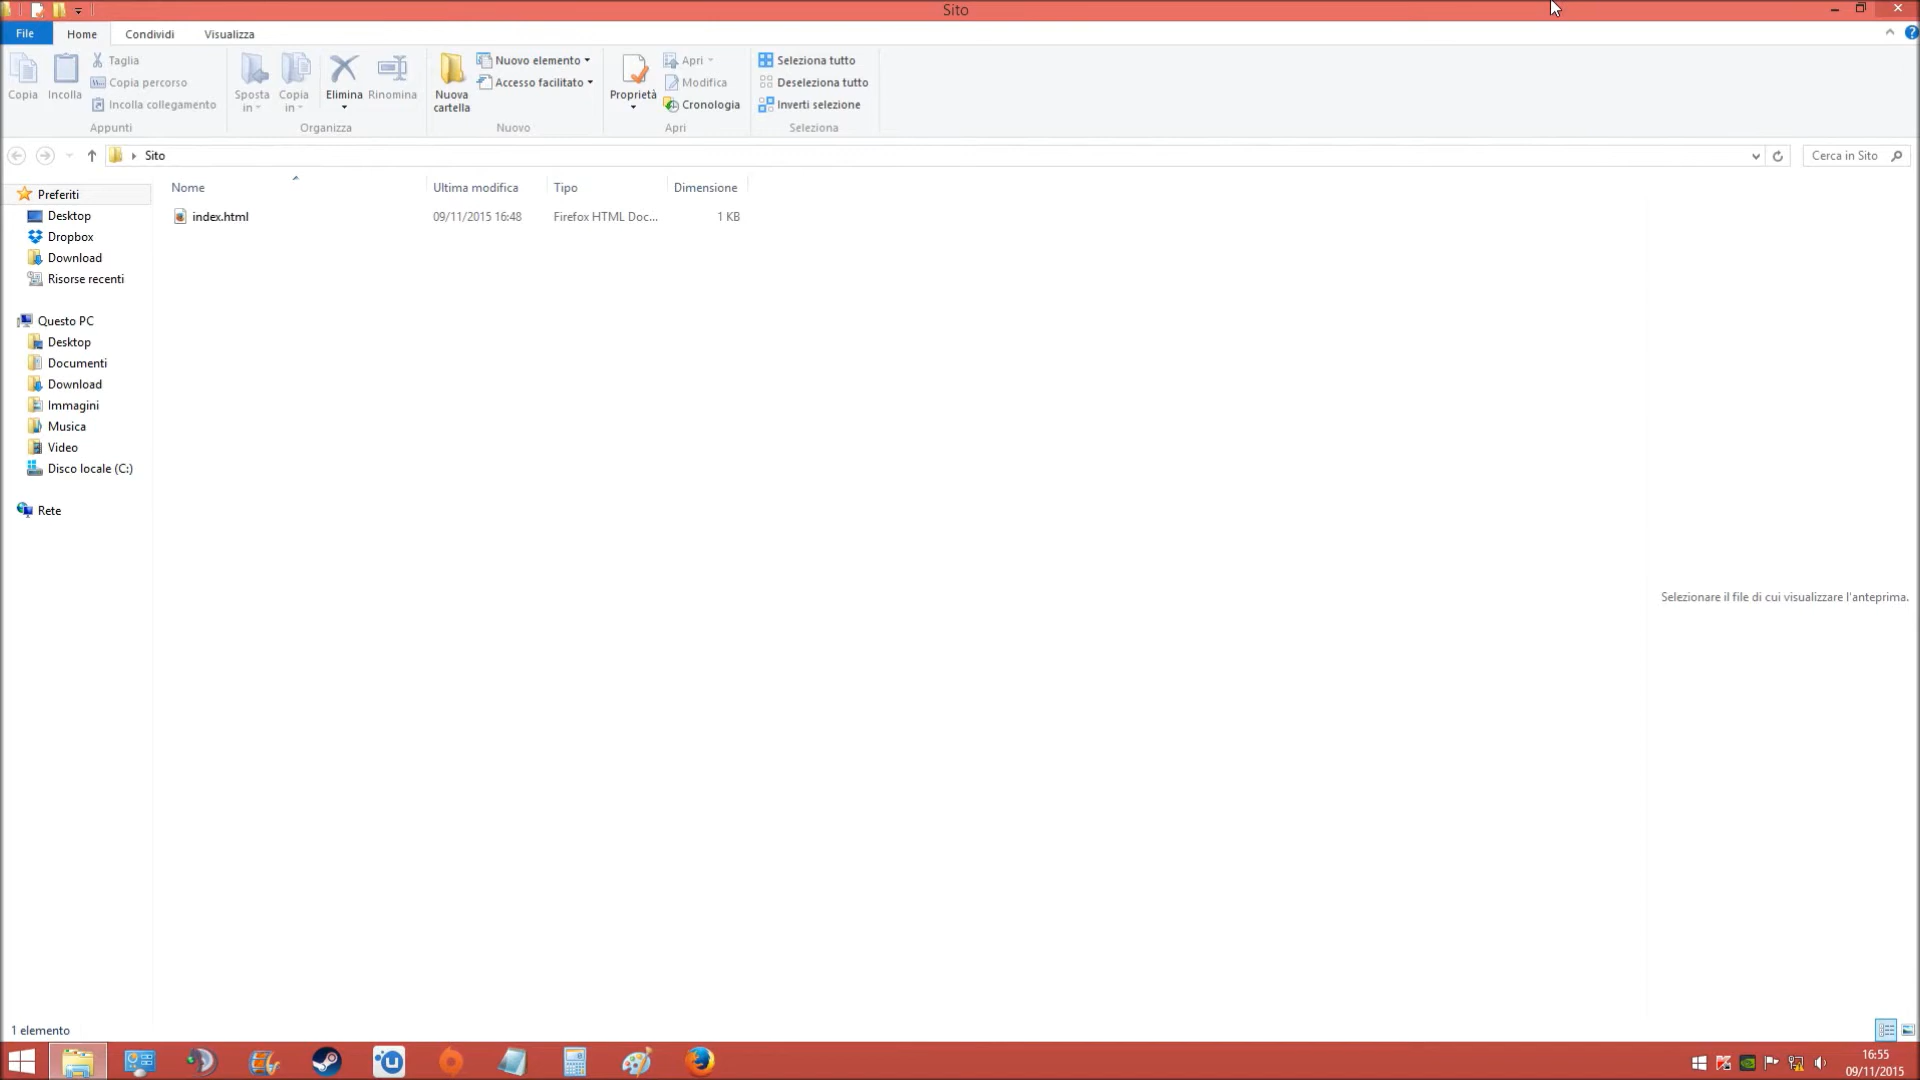 Sito
File Home Condividi Visualizza
Copia
Incolla
Taglia
Copia percorso
Incolla collegamento
Appunti
Sposta in
Copia in
Elimina
Rinomina
Organizza
Nuova cartella
Nuovo elemento
Accesso facilitato
Nuovo
Proprietà
Apri
Modifica
Cronologia
Apri
Seleziona tutto
Deseleziona tutto
Inverti selezione
Seleziona
Sito
Cerca in Sito
Preferiti
Desktop
Dropbox
Download
Risorse recenti
Questo PC
Desktop
Documenti
Download
Immagini
Musica
Video
Disco locale (C:)
Rete
Nome Ultima modifica Tipo Dimensione
index.html 09/11/2015 16:48 Firefox HTML Doc... 1 KB
Selezionare il file di cui visualizzare l'anteprima.
1 elemento
16:55
09/11/2015